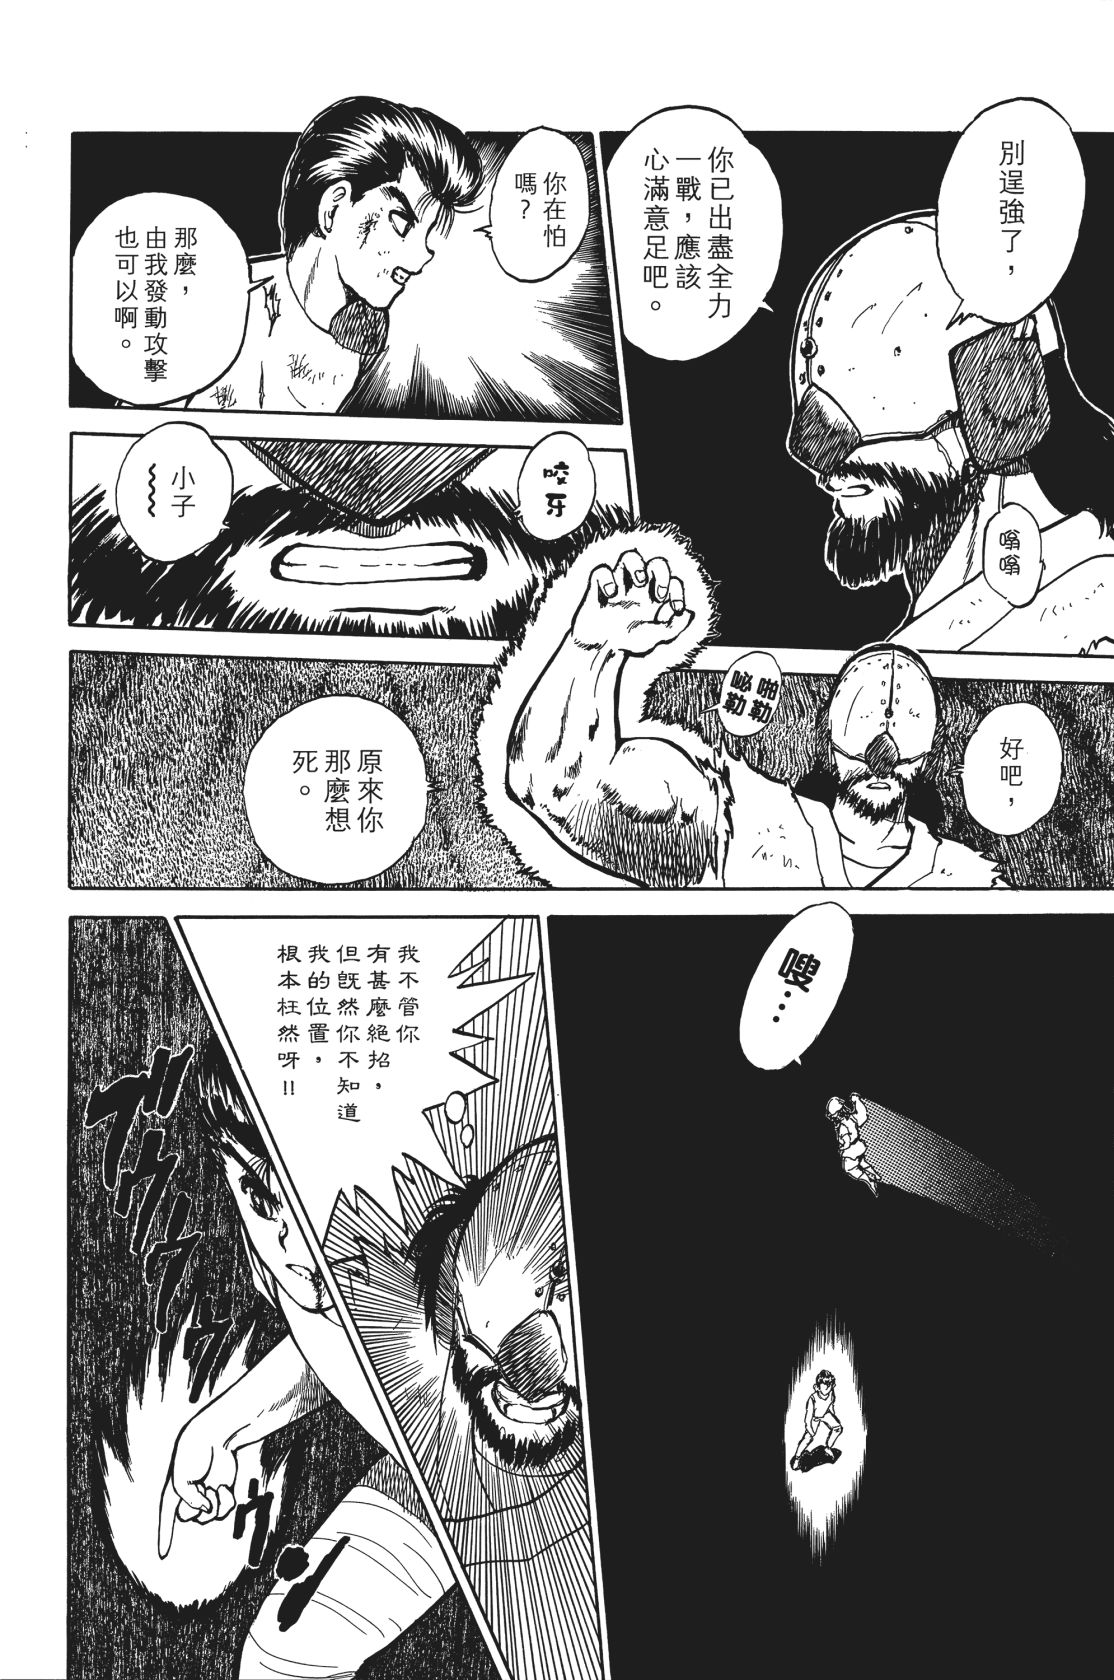 別逞強了，
你已出盡全力
一戰，應該
心滿意足吧。
嗡嗡
你在怕
嗎？
那麼，
由我發動攻擊
也可以啊。
咬牙
小子
好吧，
啪勒
啪勒
原來你
那麼想
死。
嗖…
我不管你
有甚麼絕招，
但既然你不知道
我的位置，
根本枉然呀!!